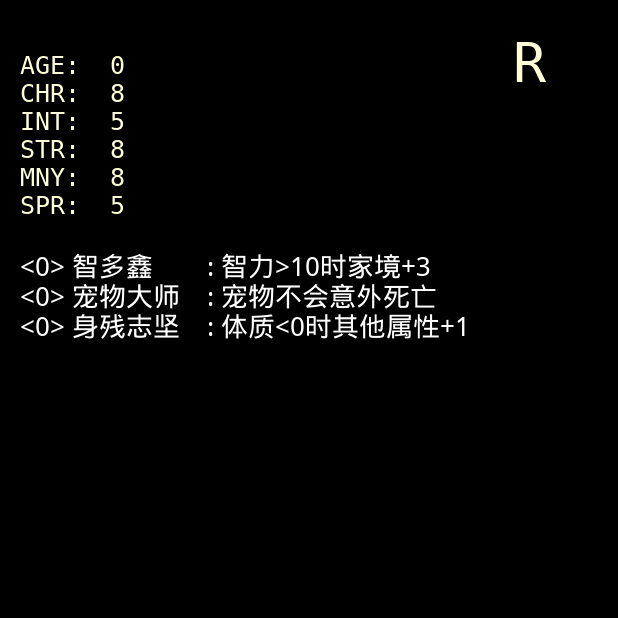 R
AGE: 0
CHR: 8
INT: 5
STR: 8
MNY: 8
SPR: 5
<0> 智多鑫 : 智力>10时家境+3
<0> 宠物大师 : 宠物不会意外死亡
<0> 身残志坚 : 体质<0时其他属性+1